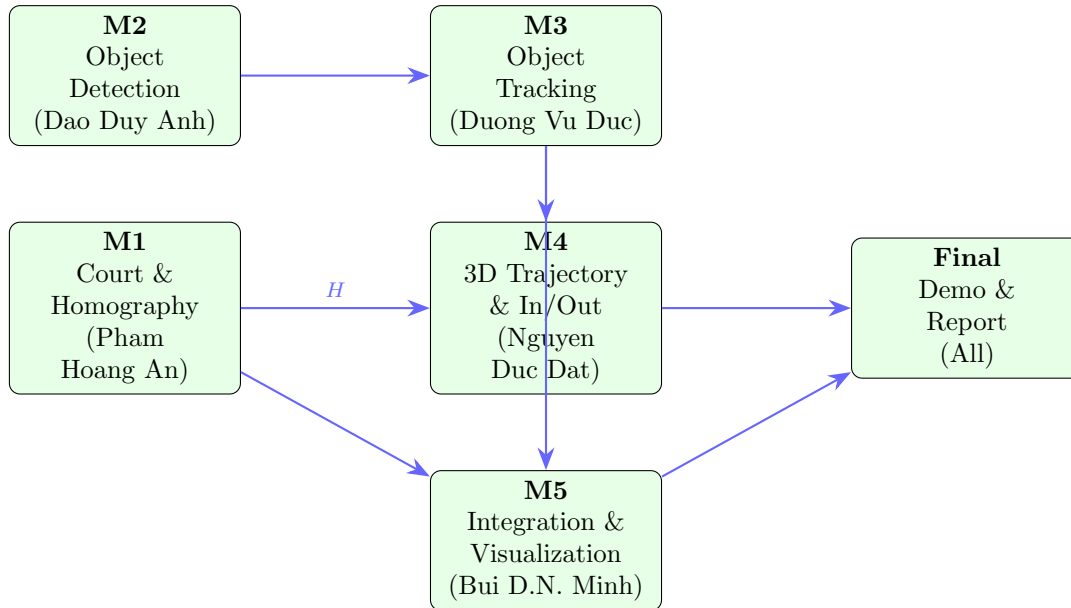 M2
Object
Detection
(Dao Duy Anh)
M3
Object
Tracking
(Duong Vu Duc)
M1
Court &
Homography
(Pham
Hoang An)
H
M4
3D Trajectory
& In/Out
(Nguyen
Duc Dat)
Final
Demo &
Report
(All)
M5
Integration &
Visualization
(Bui D.N. Minh)